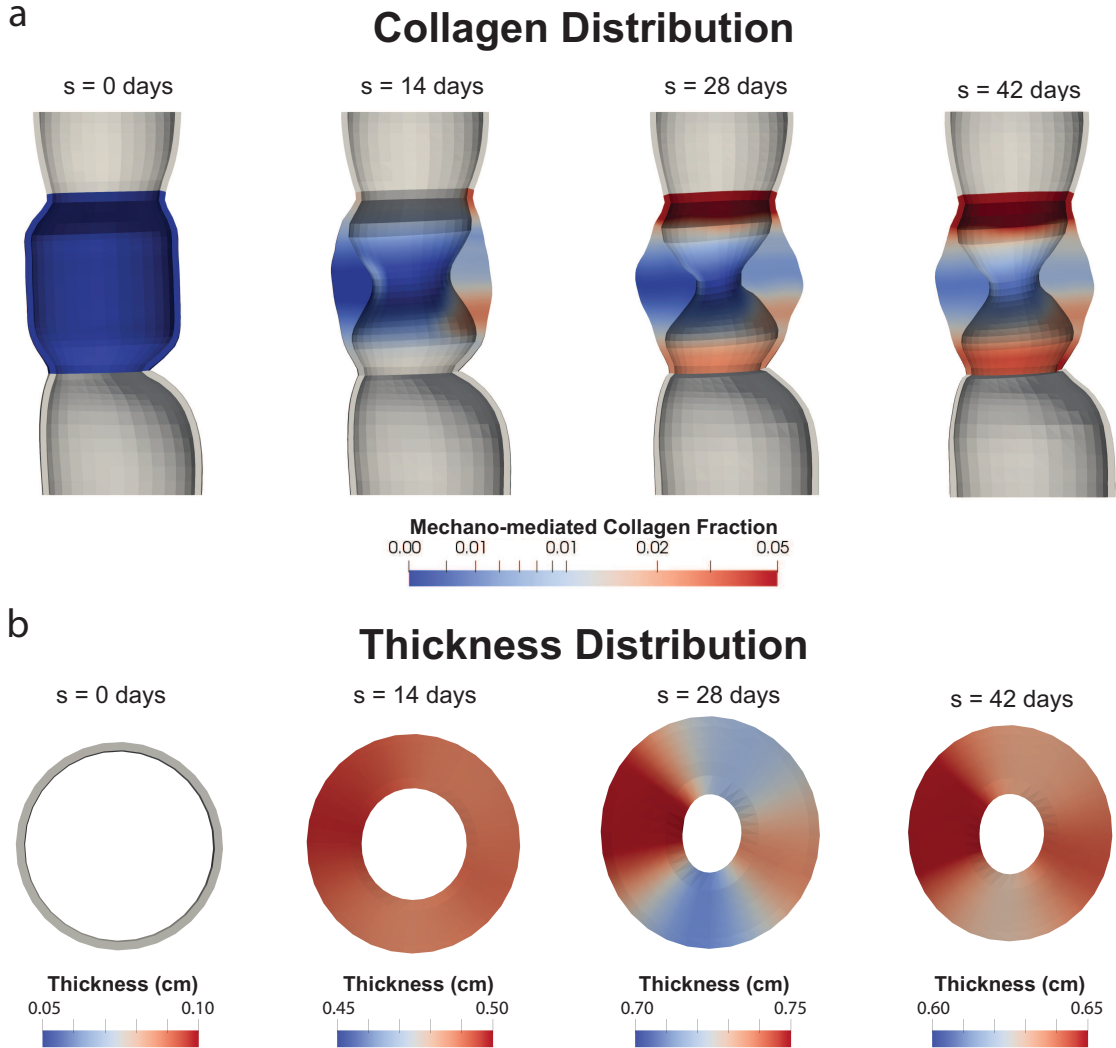 a
Collagen Distribution
s = 0 days
s = 14 days
s = 28 days
s = 42 days
Mechano-mediated Collagen Fraction
0.00 0.01 0.01 0.02 0.05
b
Thickness Distribution
s = 0 days
s = 14 days
s = 28 days
s = 42 days
Thickness (cm)
0.05 0.10
Thickness (cm)
0.45 0.50
Thickness (cm)
0.70 0.75
Thickness (cm)
0.60 0.65